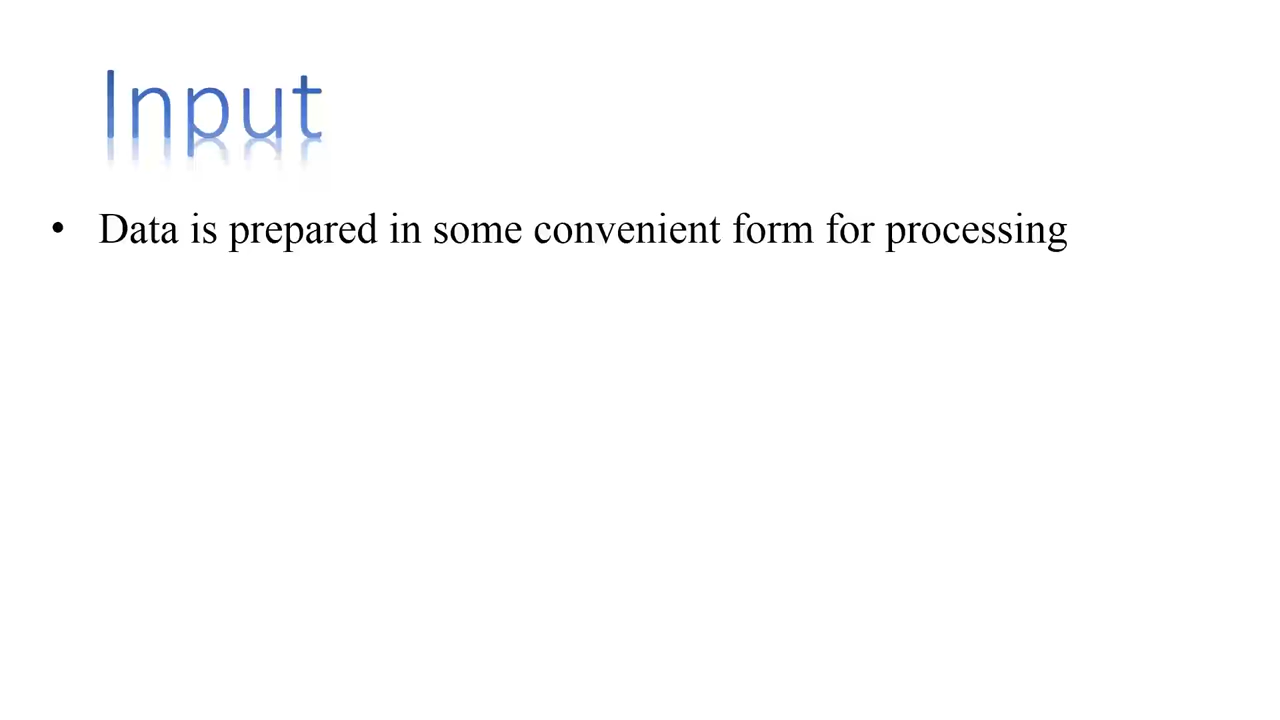 Input
• Data is prepared in some convenient form for processing